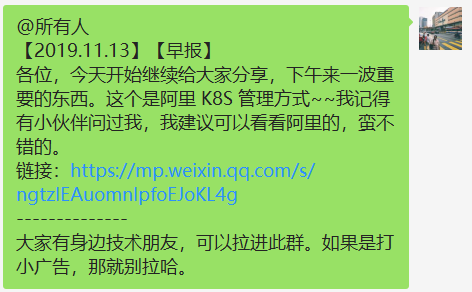 @所有人
【2019.11.13】【早报】
各位，今天开始继续给大家分享，下午来一波重
要的东西。这个是阿里 K8S 管理方式~~我记得
有小伙伴问过我，我建议可以看看阿里的，蛮不
错的。
链接：https://mp.weixin.qq.com/s/
ngtzlEAuomnlpfoEJoKL4g
--------------
大家有身边技术朋友，可以拉进此群。如果是打
小广告，那就别拉哈。